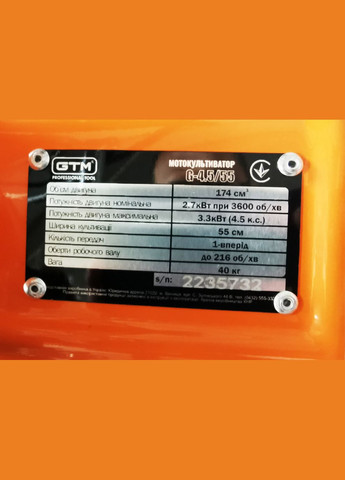 GTM
PROFESSIONAL TOOL
МОТОКУЛЬТИВАТОР
G-4.5/55
Об'єм двигуна 174 см³
Потужність двигуна номінальна 2.7кВт при 3600 об/хв
Потужність двигуна максимальна 3.3кВт (4.5 к.с.)
Ширина культивації 55 см
Кількість передач 1-вперід
Оберти робочого валу до 216 об/хв
Вага 40 кг
s/n: 2235732